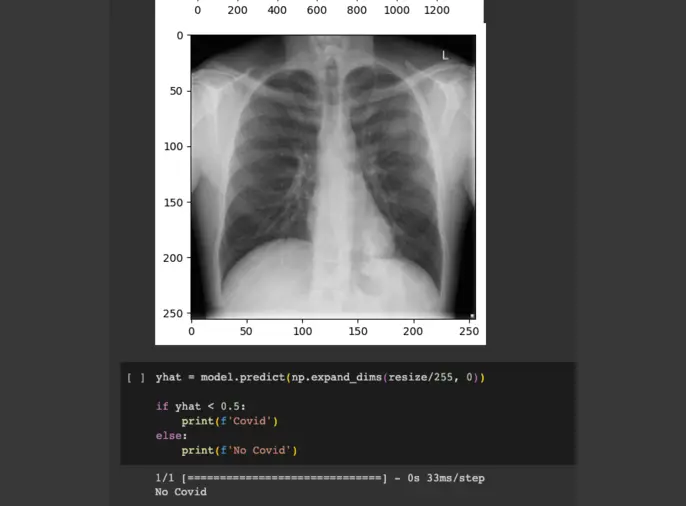 0 200 400 600 800 1000 1200
0
L
50
100
150
200
250
0 50 100 150 200 250
[ ] yhat = model.predict(np.expand_dims(resize/255, 0))
if yhat < 0.5:
print(f'Covid')
else:
print(f'No Covid')
1/1 [==============================] - 0s 33ms/step
No Covid